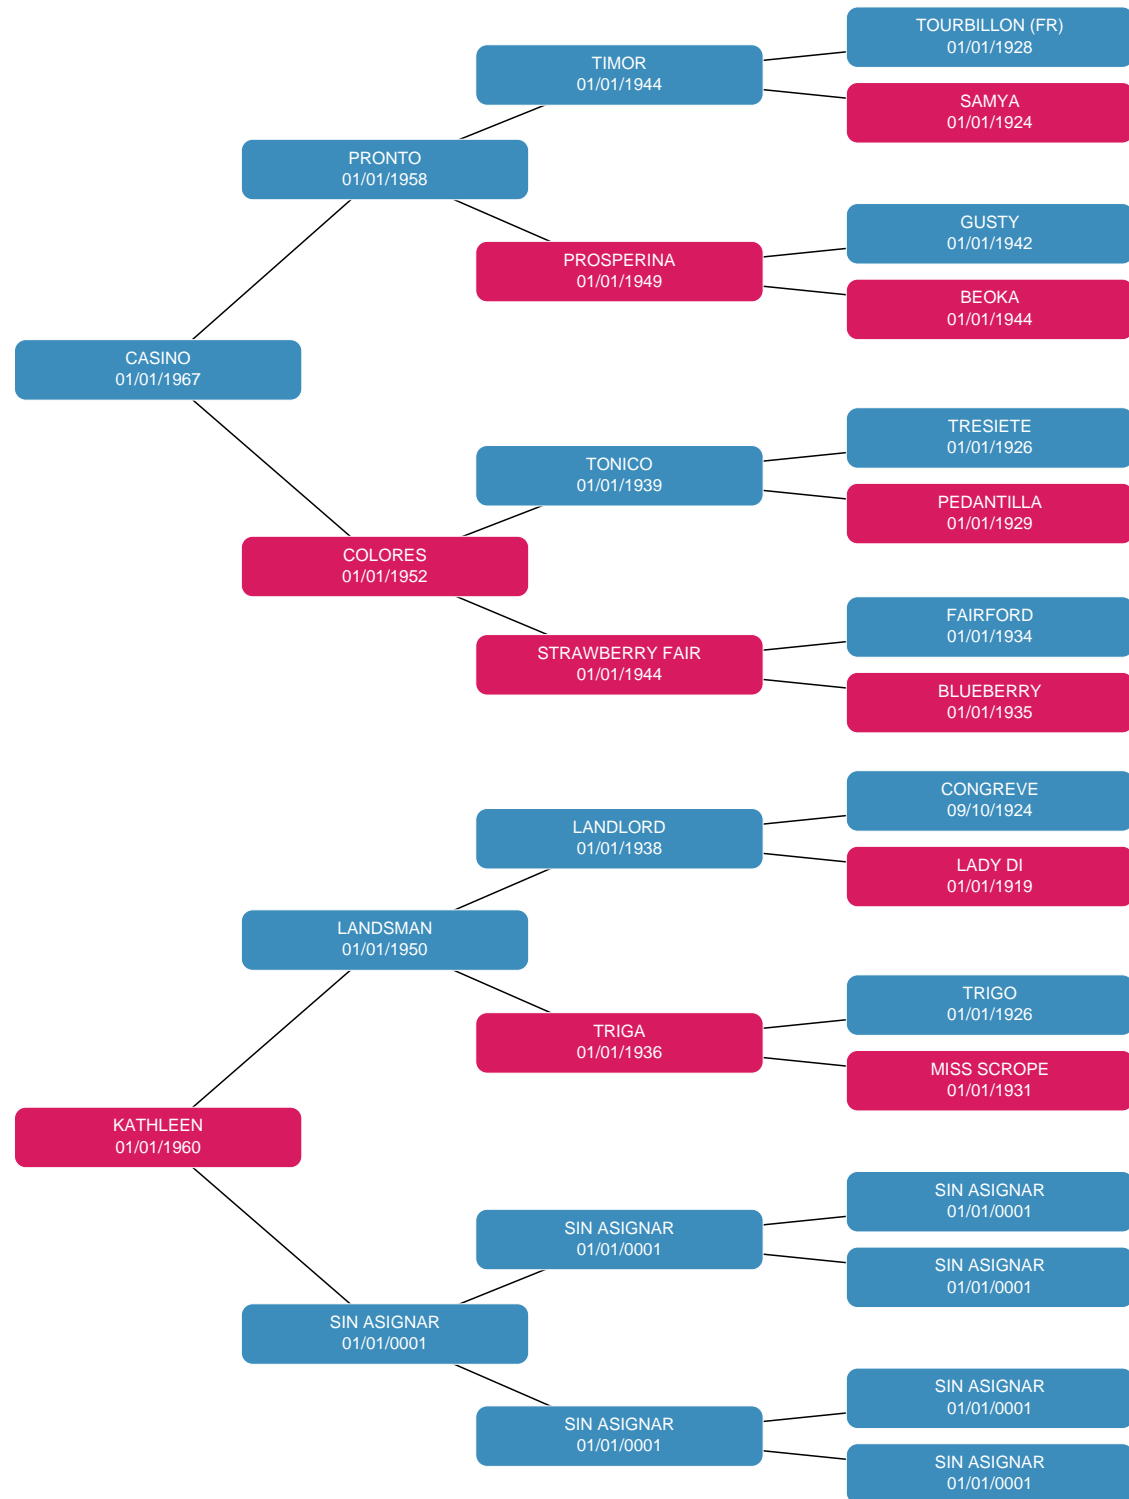 TOURBILLON (FR)
01/01/1928
TIMOR
01/01/1944
SAMYA
01/01/1924
PRONTO
01/01/1958
GUSTY
01/01/1942
PROSPERINA
01/01/1949
BEOKA
01/01/1944
CASINO
01/01/1967
TRESIETE
01/01/1926
TONICO
01/01/1939
PEDANTILLA
01/01/1929
COLORES
01/01/1952
FAIRFORD
01/01/1934
STRAWBERRY FAIR
01/01/1944
BLUEBERRY
01/01/1935
CONGREVE
09/10/1924
LANDLORD
01/01/1938
LADY DI
01/01/1919
LANDSMAN
01/01/1950
TRIGO
01/01/1926
TRIGA
01/01/1936
MISS SCROPE
01/01/1931
KATHLEEN
01/01/1960
SIN ASIGNAR
01/01/0001
SIN ASIGNAR
01/01/0001
SIN ASIGNAR
01/01/0001
SIN ASIGNAR
01/01/0001
SIN ASIGNAR
01/01/0001
SIN ASIGNAR
01/01/0001
SIN ASIGNAR
01/01/0001